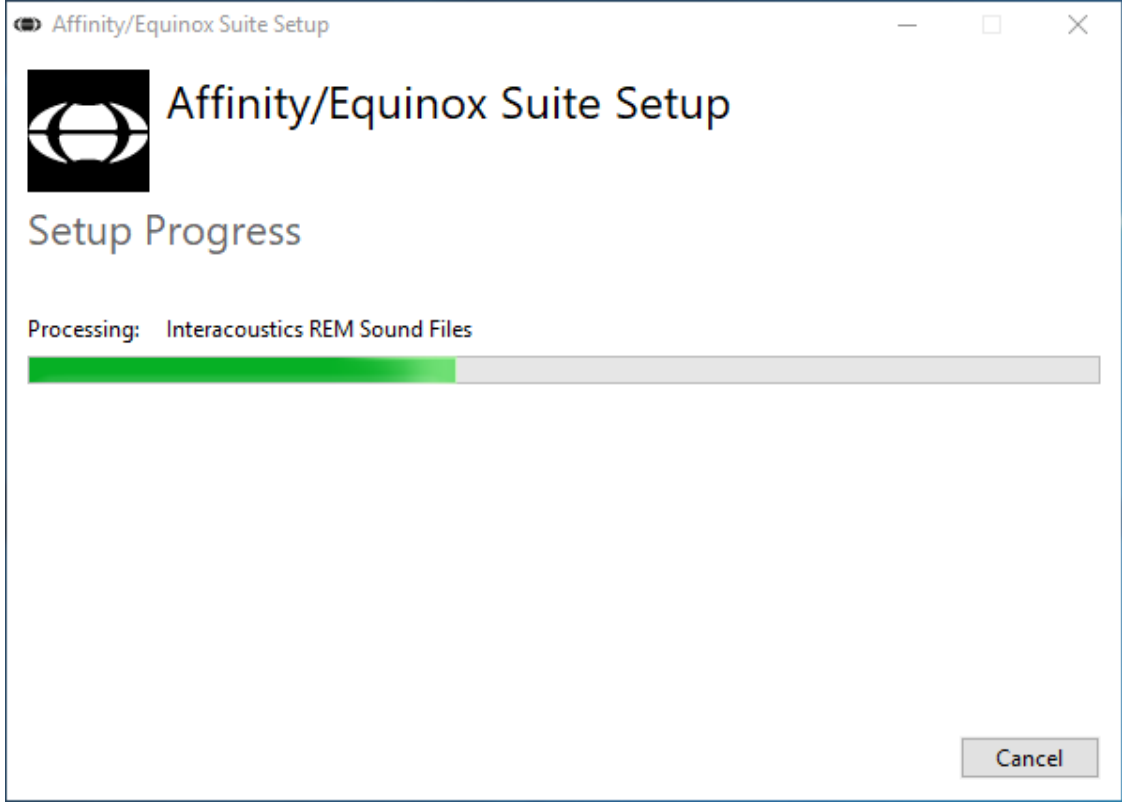 Affinity/Equinox Suite Setup
Affinity/Equinox Suite Setup
Setup Progress
Processing: Interacoustics REM Sound Files
Cancel